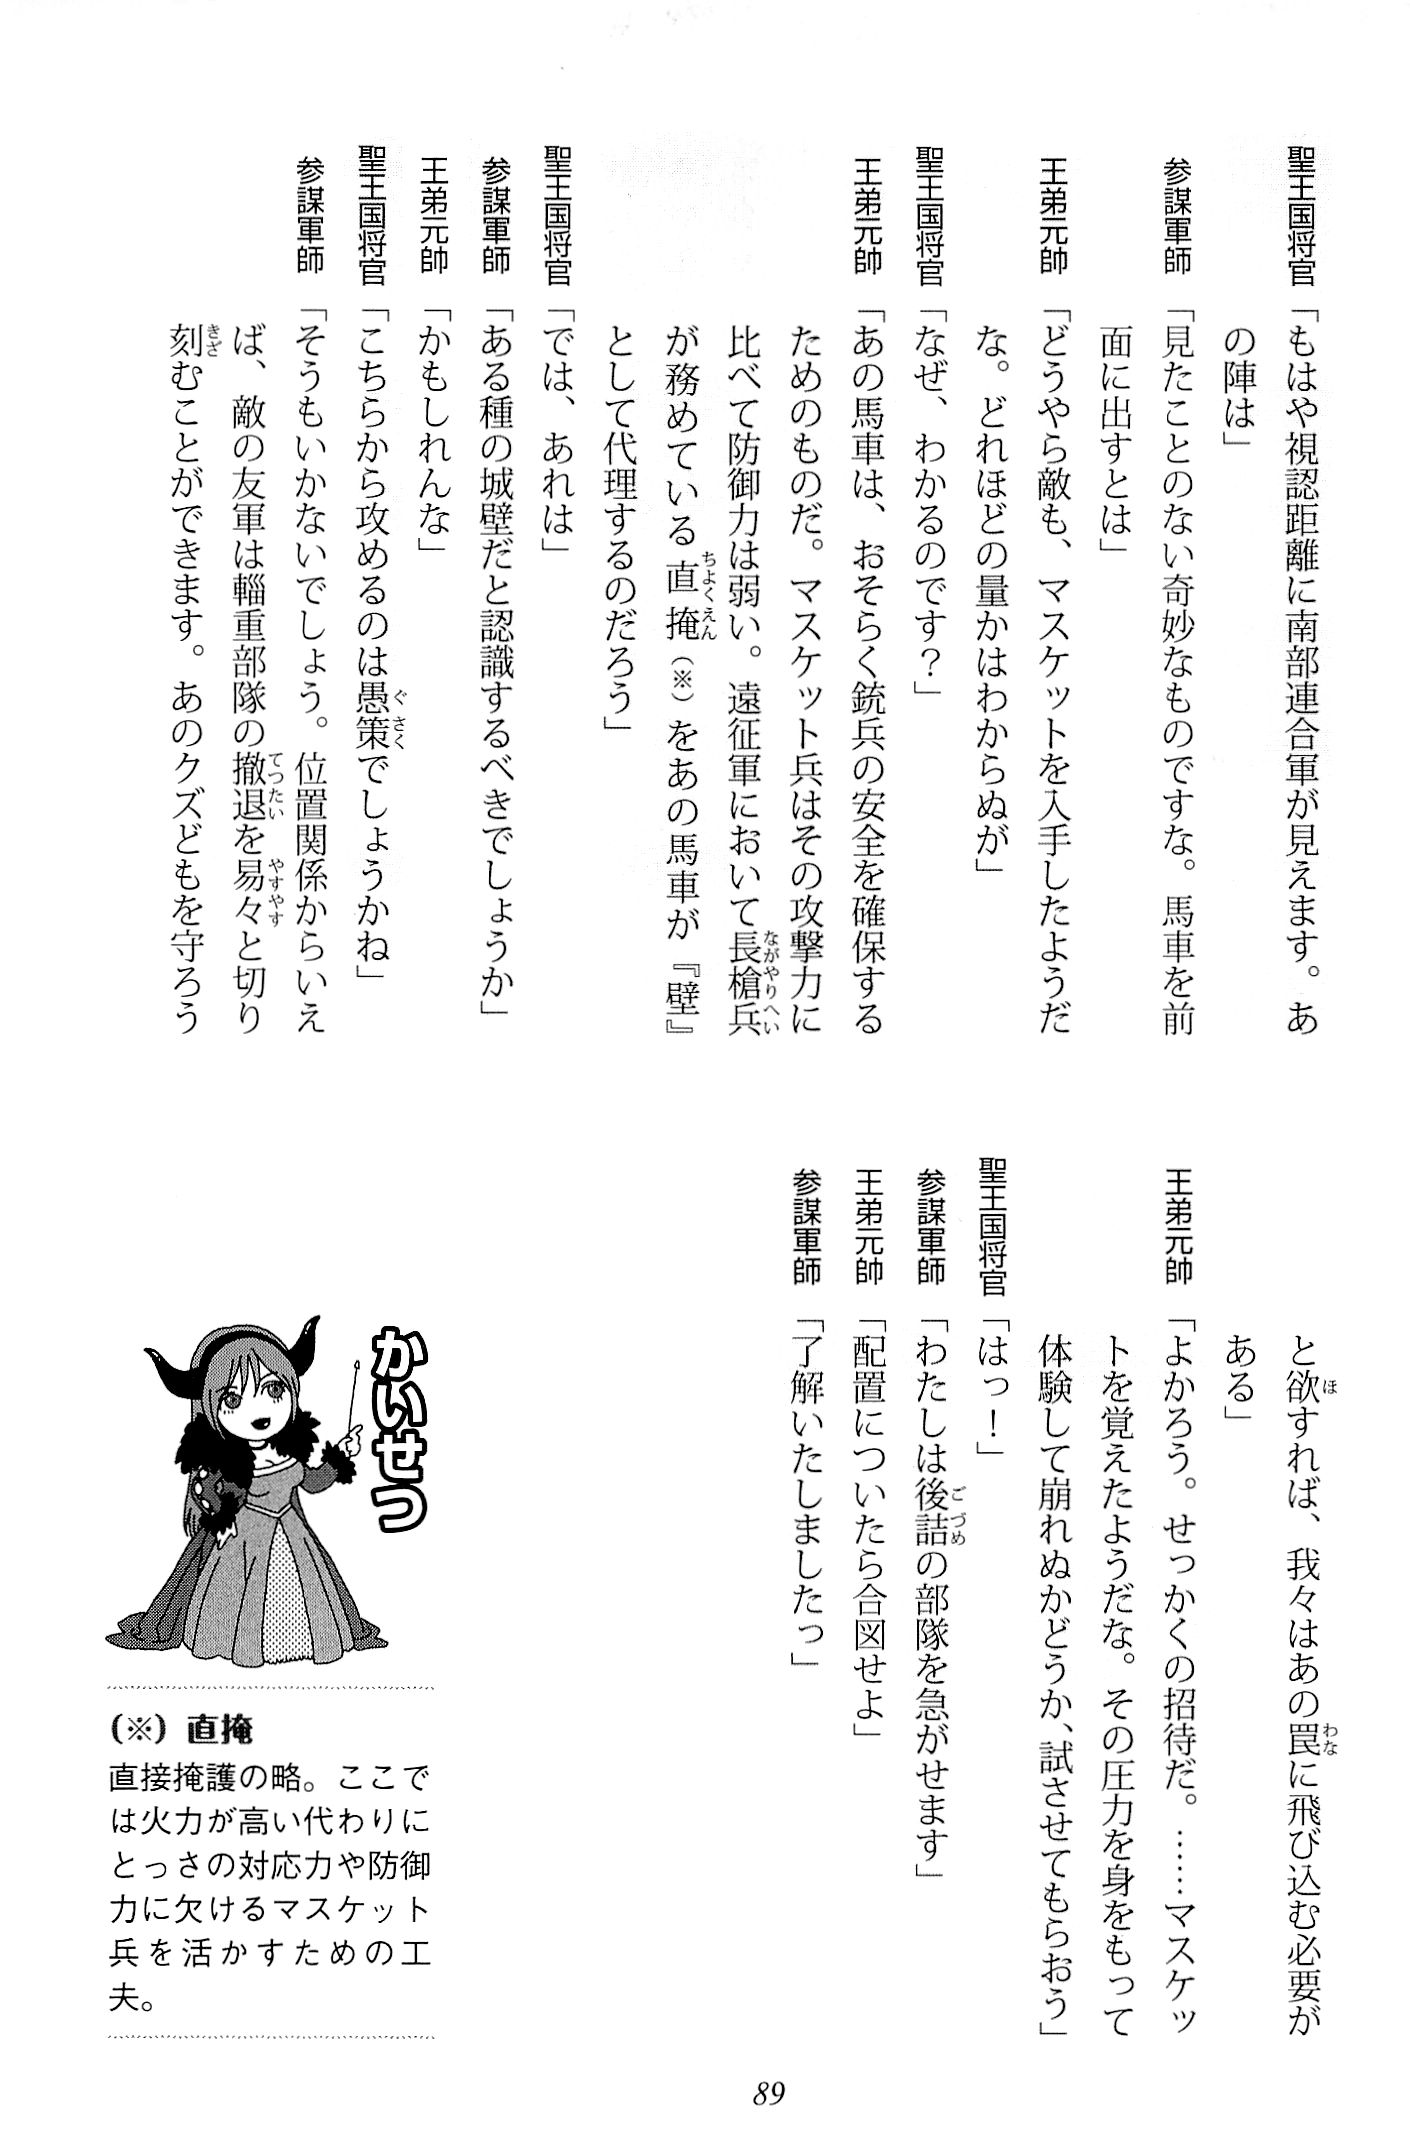 聖王国将官「もはや視認距離に南部連合軍が見えます。あ
の陣は」
参謀軍師「見たことのない奇妙なものですな。馬車を前
面に出すとは」
王弟元帥「どうやら敵も、マスケットを入手したようだ
な。どれほどの量かはわからぬが」
聖王国将官「なぜ、わかるのです？」
王弟元帥「あの馬車は、おそらく銃兵の安全を確保する
ためのものだ。マスケット兵はその攻撃力に
比べて防御力は弱い。遠征軍において長槍兵
が務めている直掩（※）をあの馬車が『壁』
として代理するのだろう」
聖王国将官「では、あれは」
参謀軍師「ある種の城壁だと認識するべきでしょうか」
王弟元帥「かもしれんな」
聖王国将官「こちらから攻めるのは愚策でしょうかね」
参謀軍師「そうもいかないでしょう。位置関係からいえ
ば、敵の友軍は輜重部隊の撤退を易々と切り
刻むことができます。あのクズどもを守ろう
と欲すれば、我々はあの罠に飛び込む必要が
ある」
王弟元帥「よかろう。せっかくの招待だ。……マスケッ
トを覚えたようだな。その圧力を身をもって
体験して崩れぬかどうか、試させてもらおう」
聖王国将官「はっ！」
参謀軍師「わたしは後詰の部隊を急がせます」
王弟元帥「配置についたら合図せよ」
参謀軍師「了解いたしましたっ」
かいせつ
（※）直掩
直接掩護の略。ここで
は火力が高い代わりに
とっさの対応力や防御
力に欠けるマスケット
兵を活かすための工
夫。
89